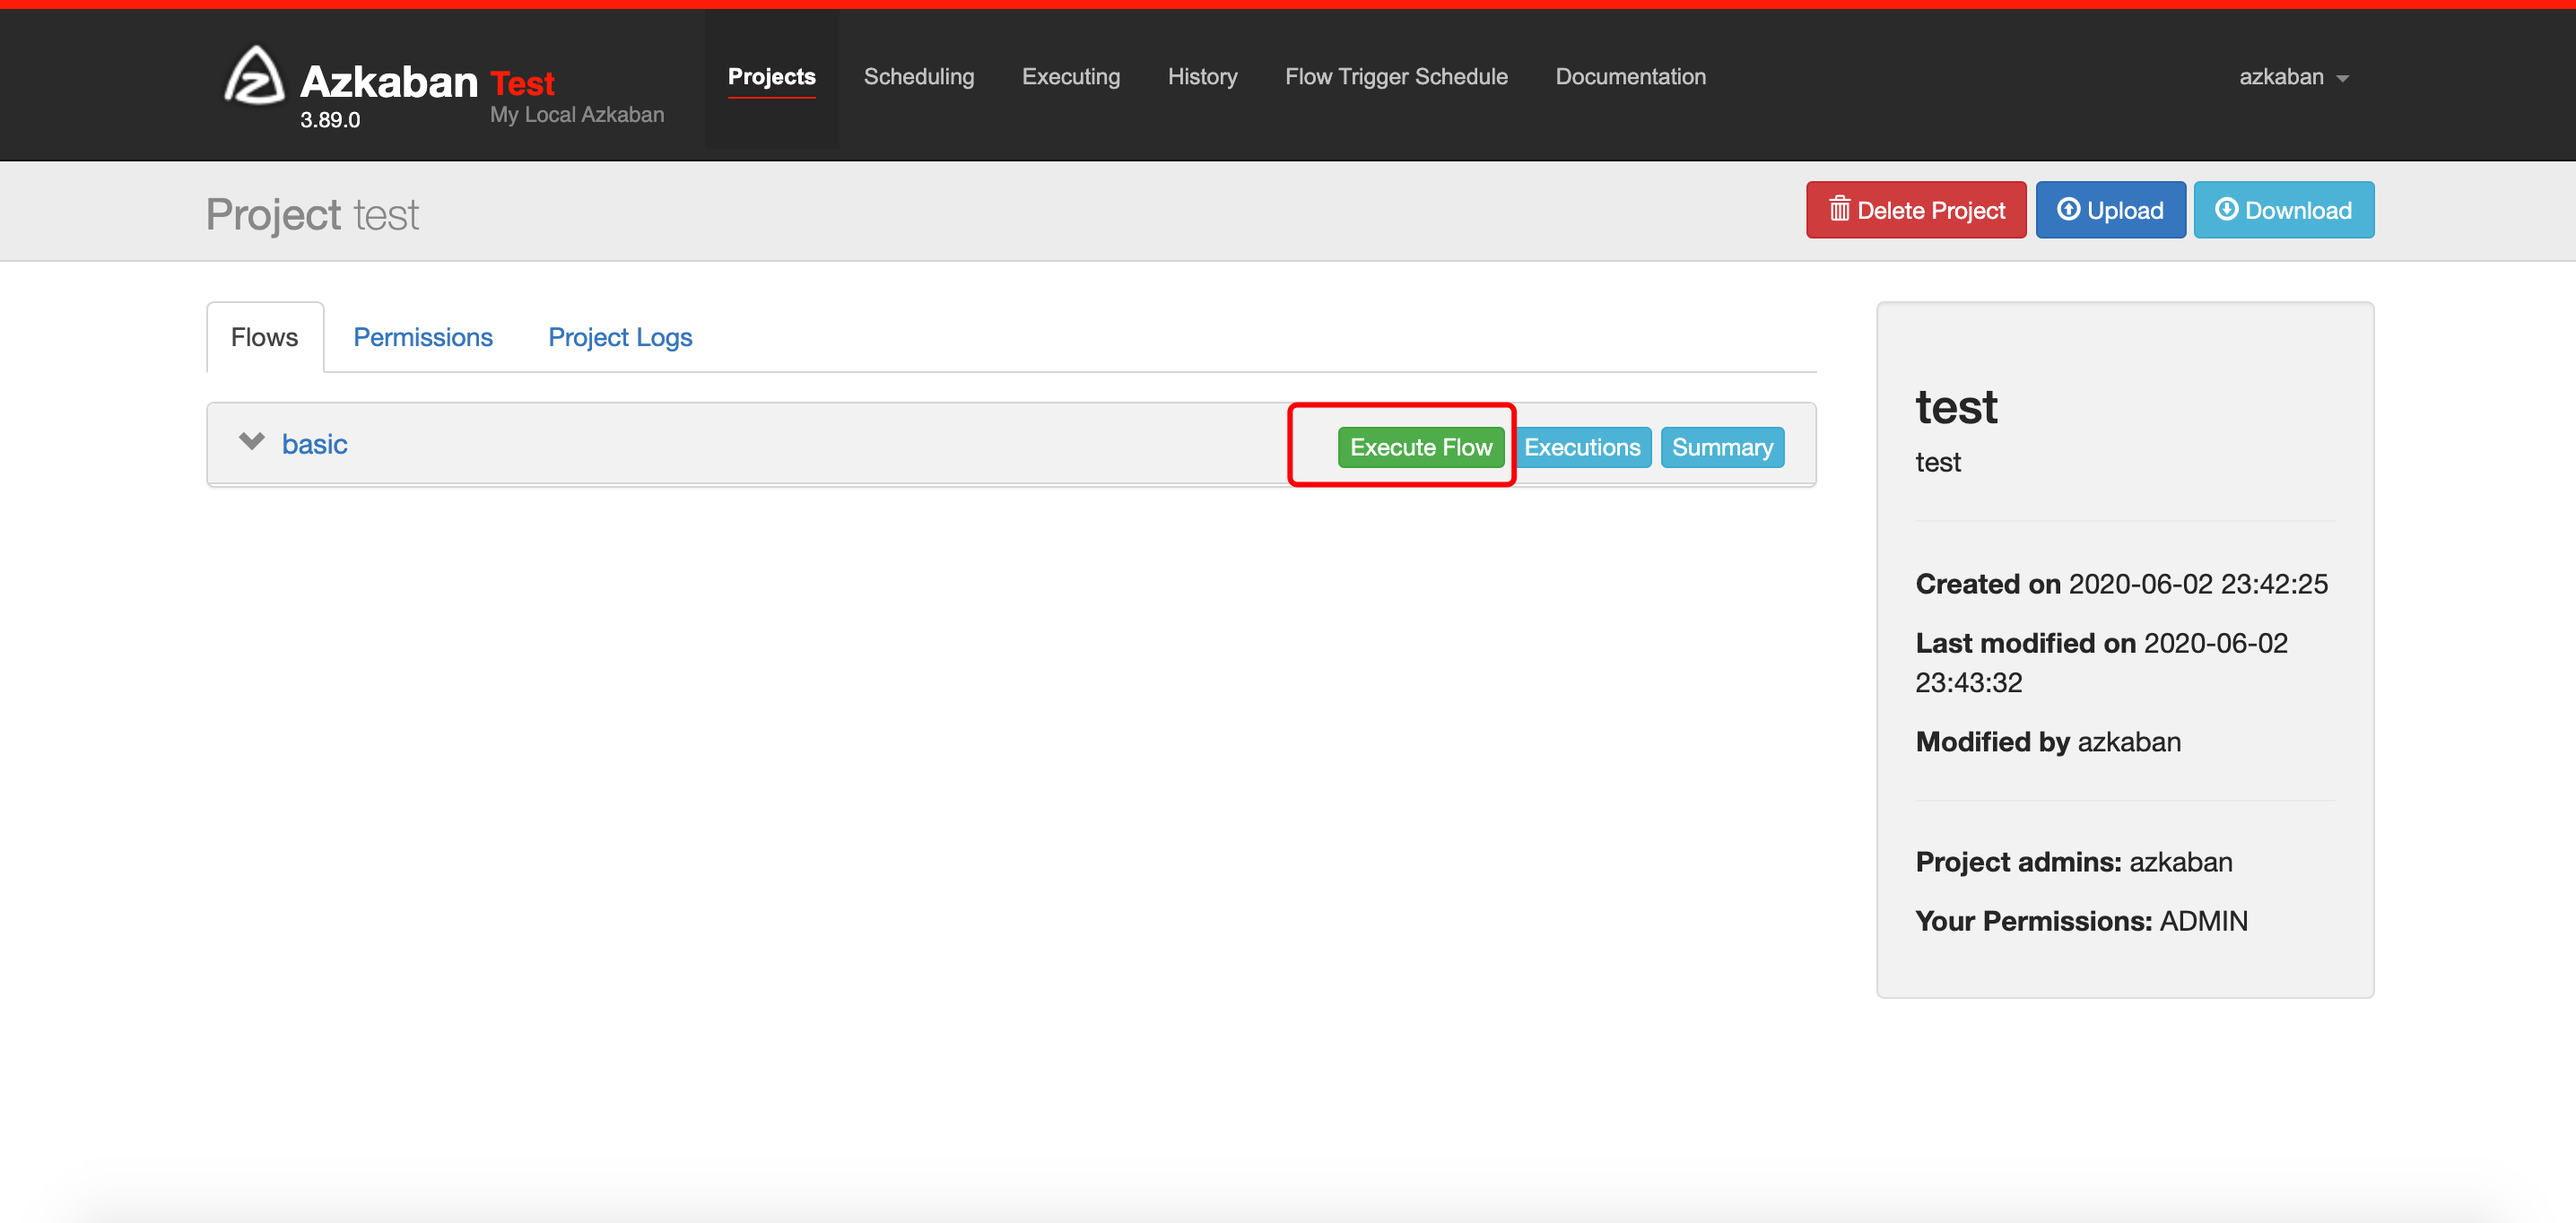 Azkaban Test
3.89.0
My Local Azkaban
Projects
Scheduling
Executing
History
Flow Trigger Schedule
Documentation
azkaban
Project test
Delete Project
Upload
Download
Flows
Permissions
Project Logs
basic
Execute Flow
Executions
Summary
test
test
Created on 2020-06-02 23:42:25
Last modified on 2020-06-02
23:43:32
Modified by azkaban
Project admins: azkaban
Your Permissions: ADMIN